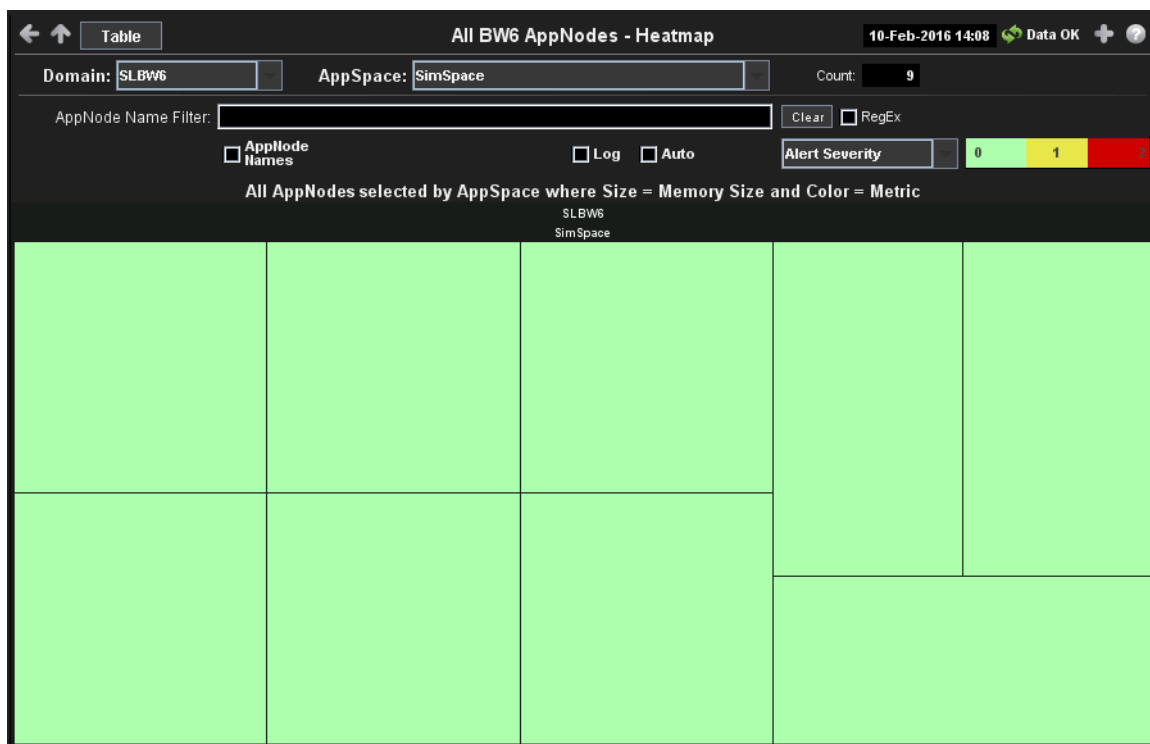 Table All BW6 AppNodes - Heatmap 10-Feb-2016 14:08 Data OK
Domain: SLBW6 AppSpace: SimSpace Count: 9
AppNode Name Filter: Clear RegEx
AppNode
Names Log Auto Alert Severity 0 1 2
All AppNodes selected by AppSpace where Size = Memory Size and Color = Metric
SLBW6
SimSpace